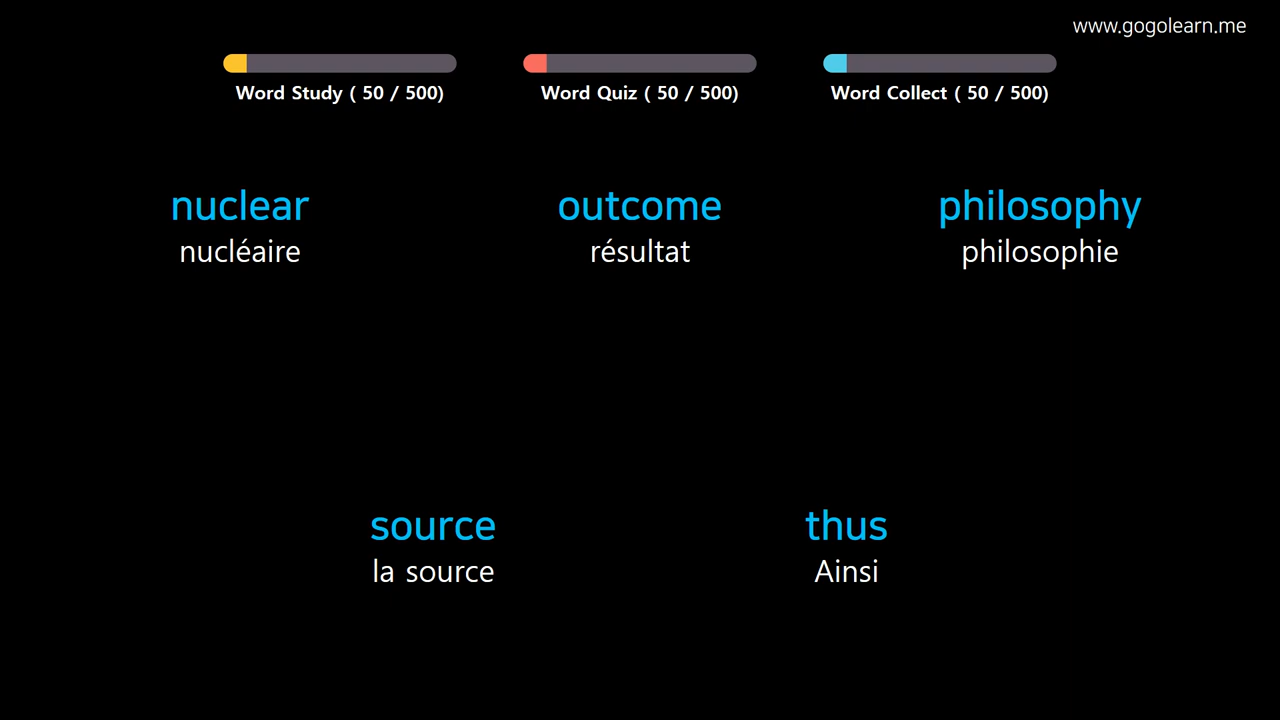 www.gogolearn.me
Word Study ( 50 / 500)
Word Quiz ( 50 / 500)
Word Collect ( 50 / 500)
nuclear
nucléaire
outcome
résultat
philosophy
philosophie
source
la source
thus
Ainsi